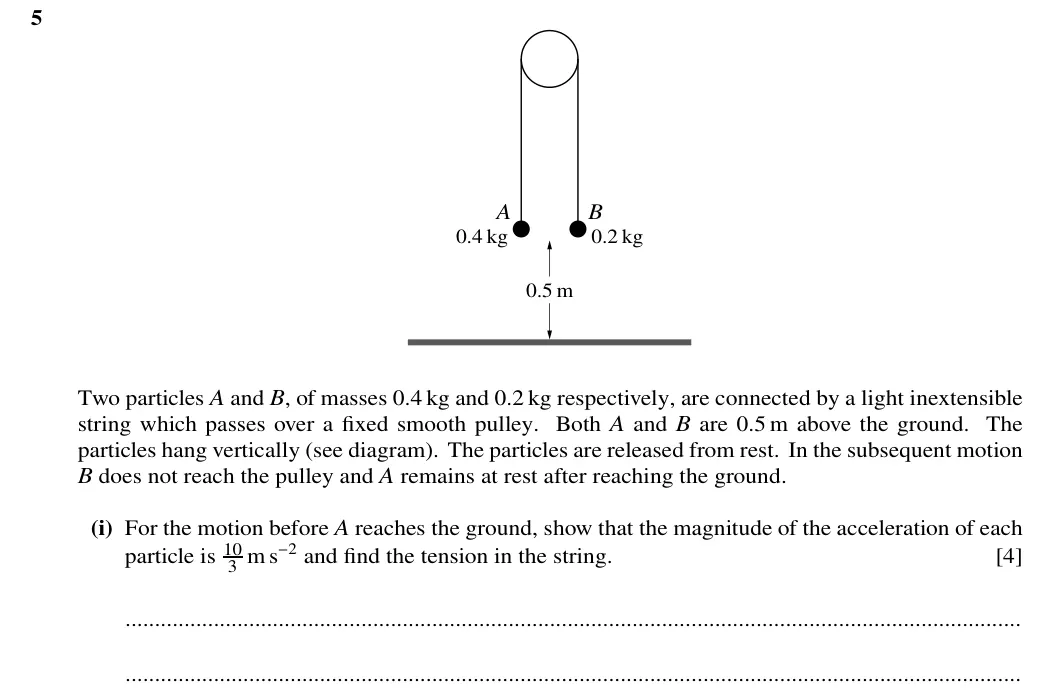 5
A B
0.4 kg 0.2 kg
0.5 m
Two particles A and B, of masses 0.4 kg and 0.2 kg respectively, are connected by a light inextensible
string which passes over a fixed smooth pulley. Both A and B are 0.5 m above the ground. The
particles hang vertically (see diagram). The particles are released from rest. In the subsequent motion
B does not reach the pulley and A remains at rest after reaching the ground.
(i) For the motion before A reaches the ground, show that the magnitude of the acceleration of each
particle is 10/3 m s⁻² and find the tension in the string. [4]